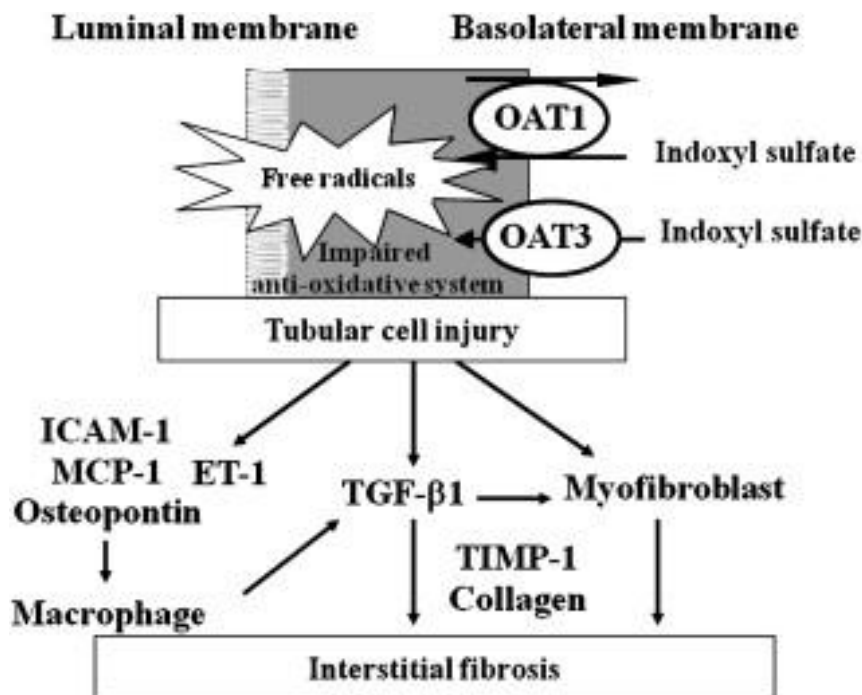 Luminal membrane
Basolateral membrane
OAT1
Indoxyl sulfate
Free radicals
OAT3
Indoxyl sulfate
Impaired
anti-oxidative system
Tubular cell injury
ICAM-1
MCP-1 ET-1
Osteopontin
TGF-β1
Myofibroblast
TIMP-1
Collagen
Macrophage
Interstitial fibrosis